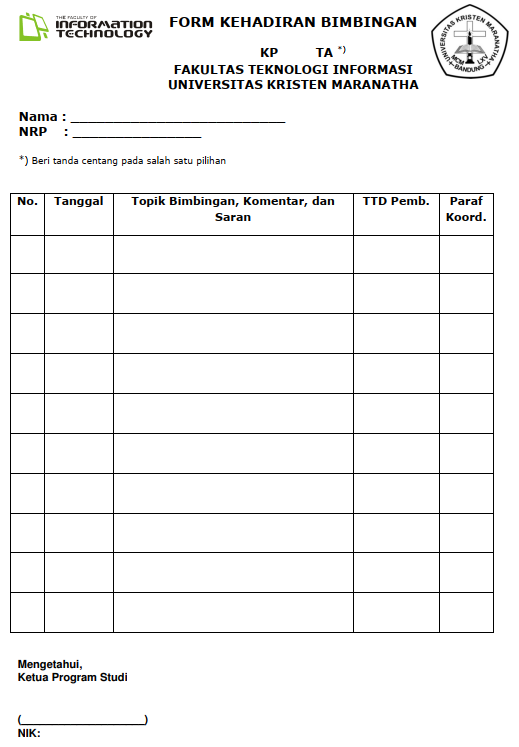 THE FACULTY OF
INFORMATION
TECHNOLOGY
FORM KEHADIRAN BIMBINGAN
KP TA *)
FAKULTAS TEKNOLOGI INFORMASI
UNIVERSITAS KRISTEN MARANATHA
UNIVERSITAS KRISTEN MARANATHA
MCM LXV
BANDUNG
Nama : _________________________
NRP : _______________
*) Beri tanda centang pada salah satu pilihan
No. Tanggal Topik Bimbingan, Komentar, dan Saran TTD Pemb. Paraf Koord.
Mengetahui,
Ketua Program Studi
(____________________)
NIK: